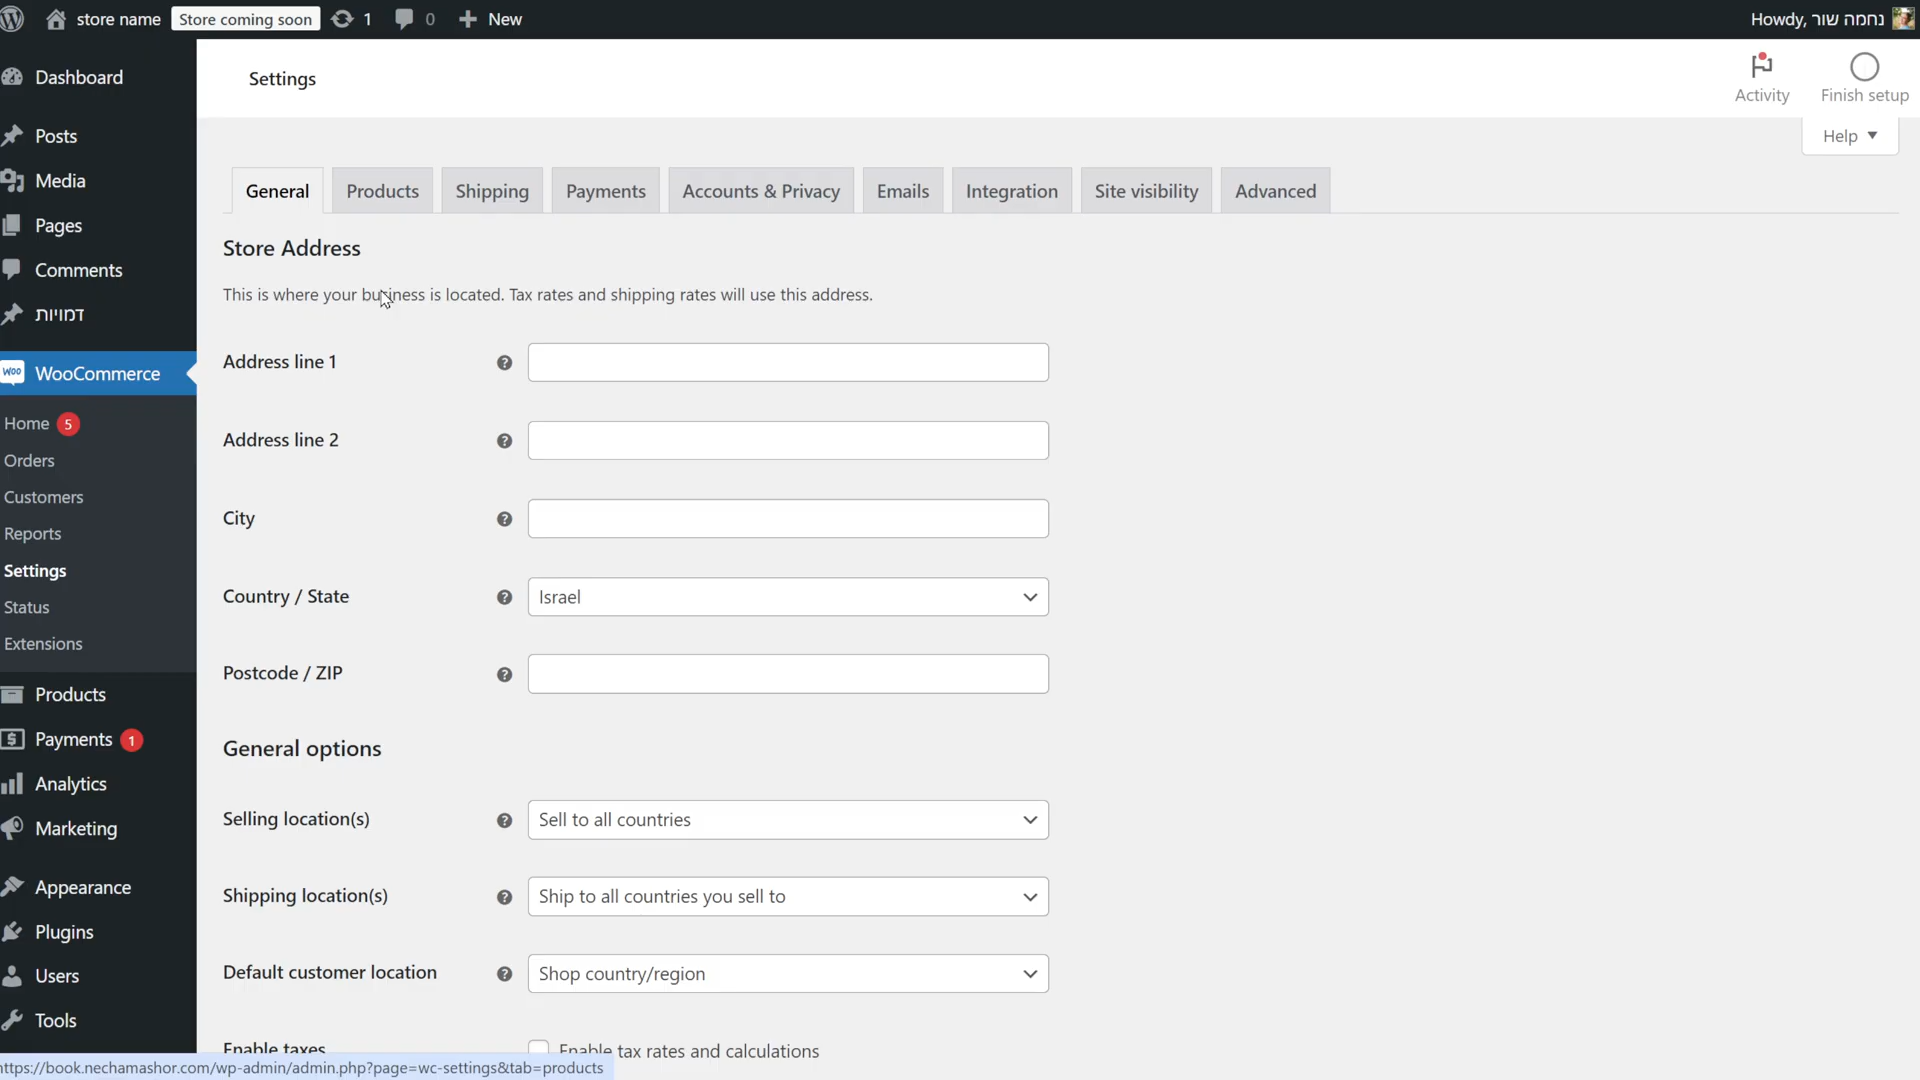 store name Store coming soon 1 0 New Howdy, נחמה שור
Dashboard
Posts
Media
Pages
Comments
דמויות
WooCommerce
Home 5
Orders
Customers
Reports
Settings
Status
Extensions
Products
Payments 1
Analytics
Marketing
Appearance
Plugins
Users
Tools
Settings
Activity
Finish setup
Help
General Products Shipping Payments Accounts & Privacy Emails Integration Site visibility Advanced
Store Address
This is where your business is located. Tax rates and shipping rates will use this address.
Address line 1
Address line 2
City
Country / State Israel
Postcode / ZIP
General options
Selling location(s) Sell to all countries
Shipping location(s) Ship to all countries you sell to
Default customer location Shop country/region
Enable taxes Enable tax rates and calculations
https://book.nechamashor.com/wp-admin/admin.php?page=wc-settings&tab=products